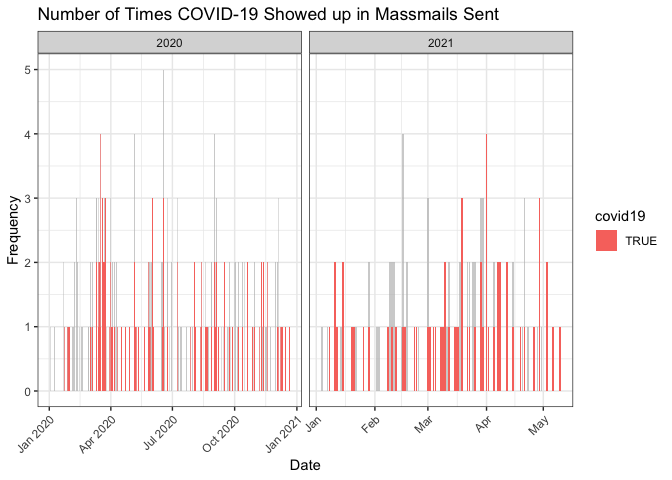 Number of Times COVID-19 Showed up in Massmails Sent
2020
2021
5
4
3
2
1
0
Frequency
Jan 2020
Apr 2020
Jul 2020
Oct 2020
Jan 2021
Jan
Feb
Mar
Apr
May
Date
covid19
TRUE